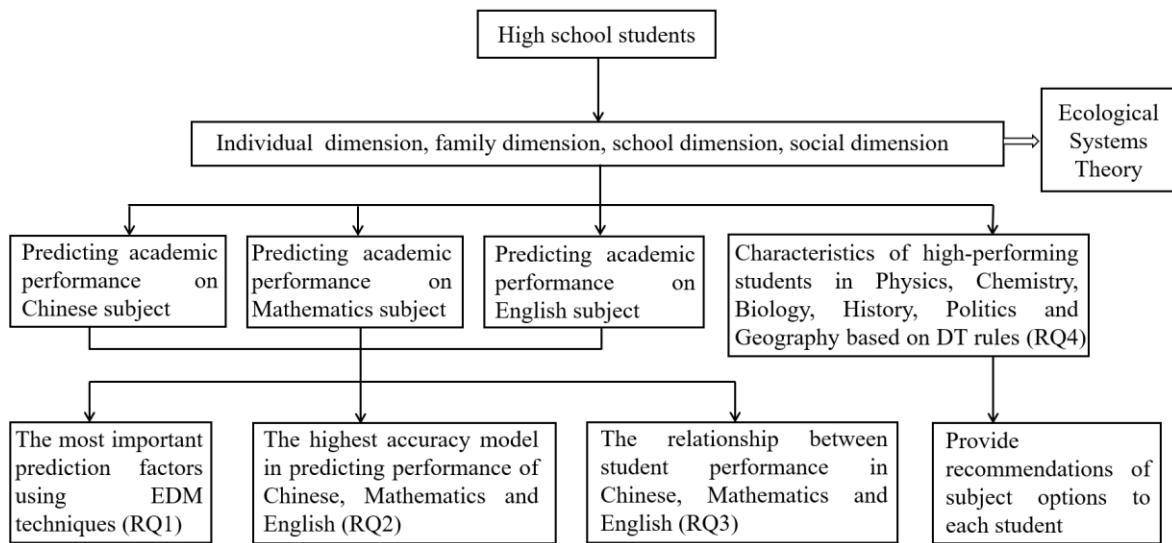 High school students
Individual dimension, family dimension, school dimension, social dimension
Ecological
Systems
Theory
Predicting academic
performance on
Chinese subject
Predicting academic
performance on
Mathematics subject
Predicting academic
performance on
English subject
Characteristics of high-performing
students in Physics, Chemistry,
Biology, History, Politics and
Geography based on DT rules (RQ4)
The most important
prediction factors
using EDM
techniques (RQ1)
The highest accuracy model
in predicting performance of
Chinese, Mathematics and
English (RQ2)
The relationship between
student performance in
Chinese, Mathematics and
English (RQ3)
Provide
recommendations of
subject options to
each student